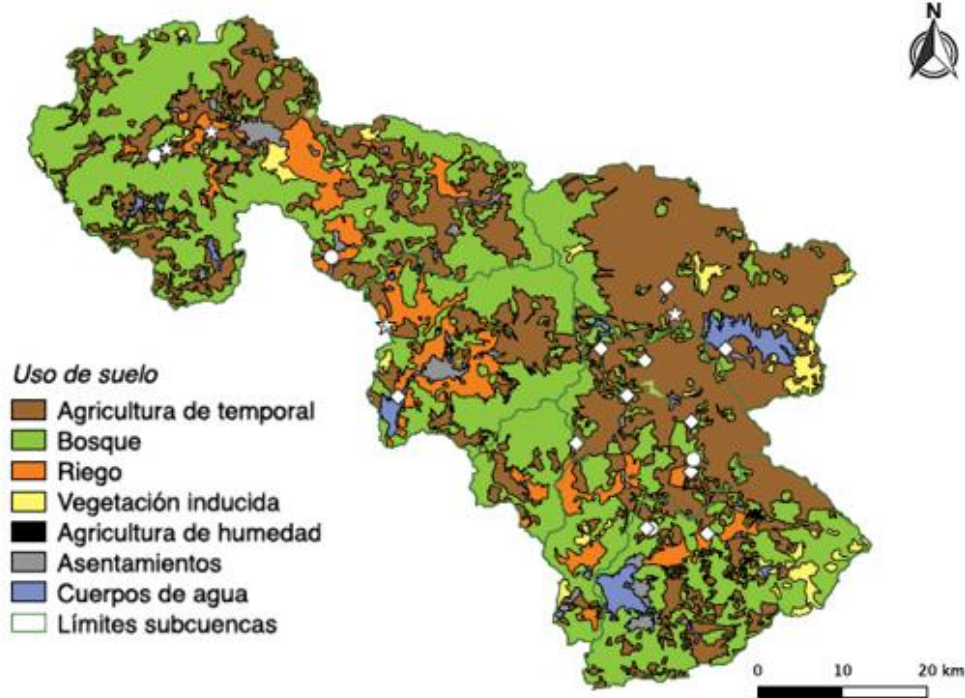 N
Uso de suelo
Agricultura de temporal
Bosque
Riego
Vegetación inducida
Agricultura de humedad
Asentamientos
Cuerpos de agua
Límites subcuencas
0 10 20 km